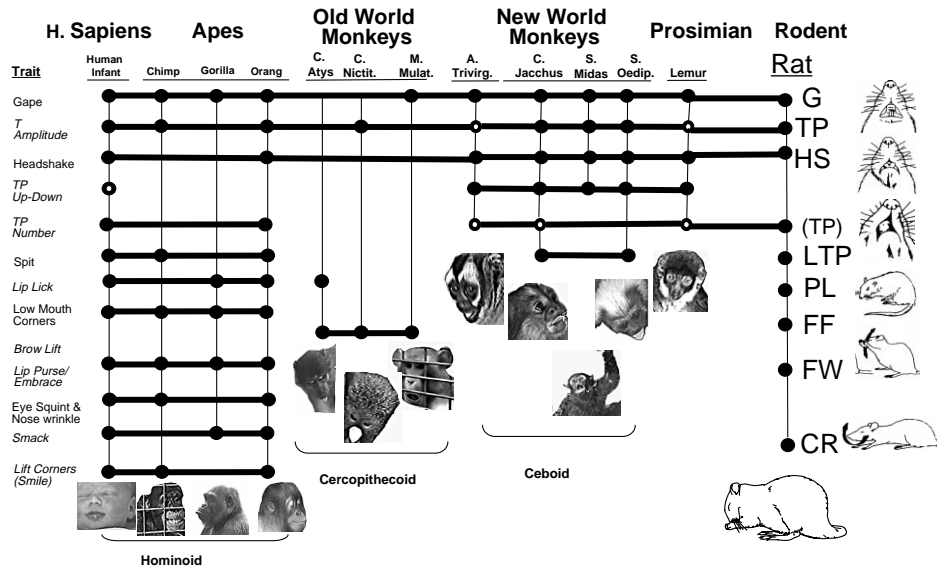 H. Sapiens Apes Old World Monkeys New World Monkeys Prosimian Rodent
Trait Human Infant Chimp Gorilla Orang C. Atys C. Nictit. M. Mulat. A. Trivirg. C. Jacchus S. Midas S. Oedip. Lemur Rat
Gape G
T Amplitude TP
Headshake HS
TP Up-Down
TP Number (TP)
Spit LTP
Lip Lick PL
Low Mouth Corners FF
Brow Lift
Lip Purse/ Embrace FW
Eye Squint & Nose wrinkle
Smack CR
Lift Corners (Smile)
Cercopithecoid Ceboid
Hominoid